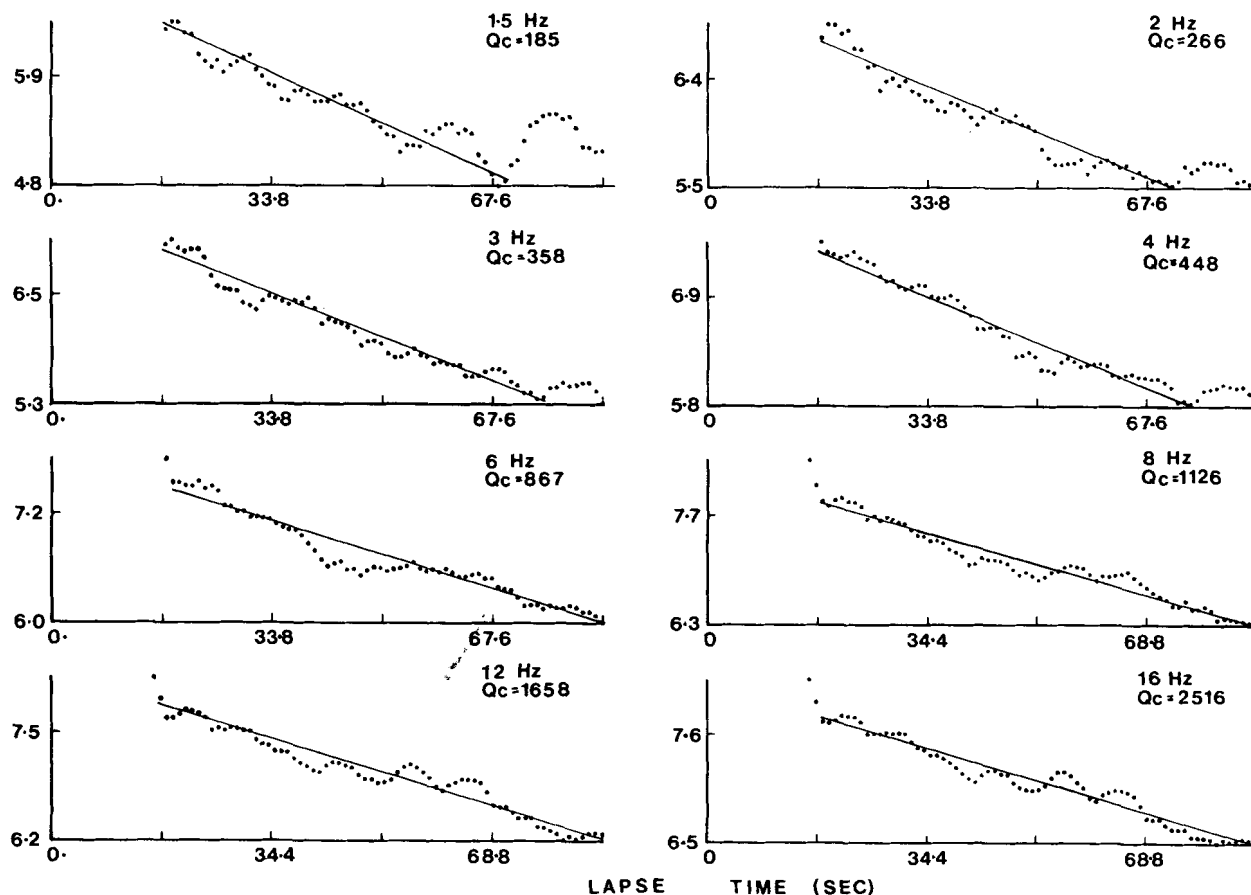 1·5 Hz
Qc=185
5·9
4·8
0·
33·8
67·6
2 Hz
Qc=266
6·4
5·5
0
33·8
67·6
3 Hz
Qc=358
6·5
5·3
0·
33·8
67·6
4 Hz
Qc=448
6·9
5·8
0
33·8
67·6
6 Hz
Qc=867
7·2
6·0
0·
33·8
67·6
8 Hz
Qc=1126
7·7
6·3
0
34·4
68·8
12 Hz
Qc=1658
7·5
6·2
0·
34·4
68·8
16 Hz
Qc=2516
7·6
6·5
0
34·4
68·8
LAPSE TIME (SEC)